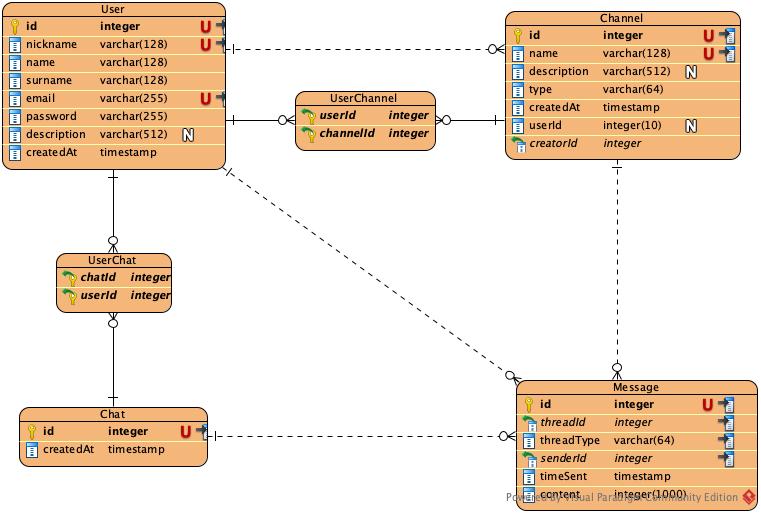 User
id integer U
nickname varchar(128) U
name varchar(128)
surname varchar(128)
email varchar(255) U
password varchar(255)
description varchar(512) N
createdAt timestamp
Channel
id integer U
name varchar(128) U
description varchar(512) N
type varchar(64)
createdAt timestamp
userId integer(10) N
creatorId integer
UserChannel
userId integer
channelId integer
UserChat
chatId integer
userId integer
Chat
id integer U
createdAt timestamp
Message
id integer U
threadId integer
threadType varchar(64)
senderId integer
timeSent timestamp
content integer(1000)
Powered by Visual Paradigm Community Edition